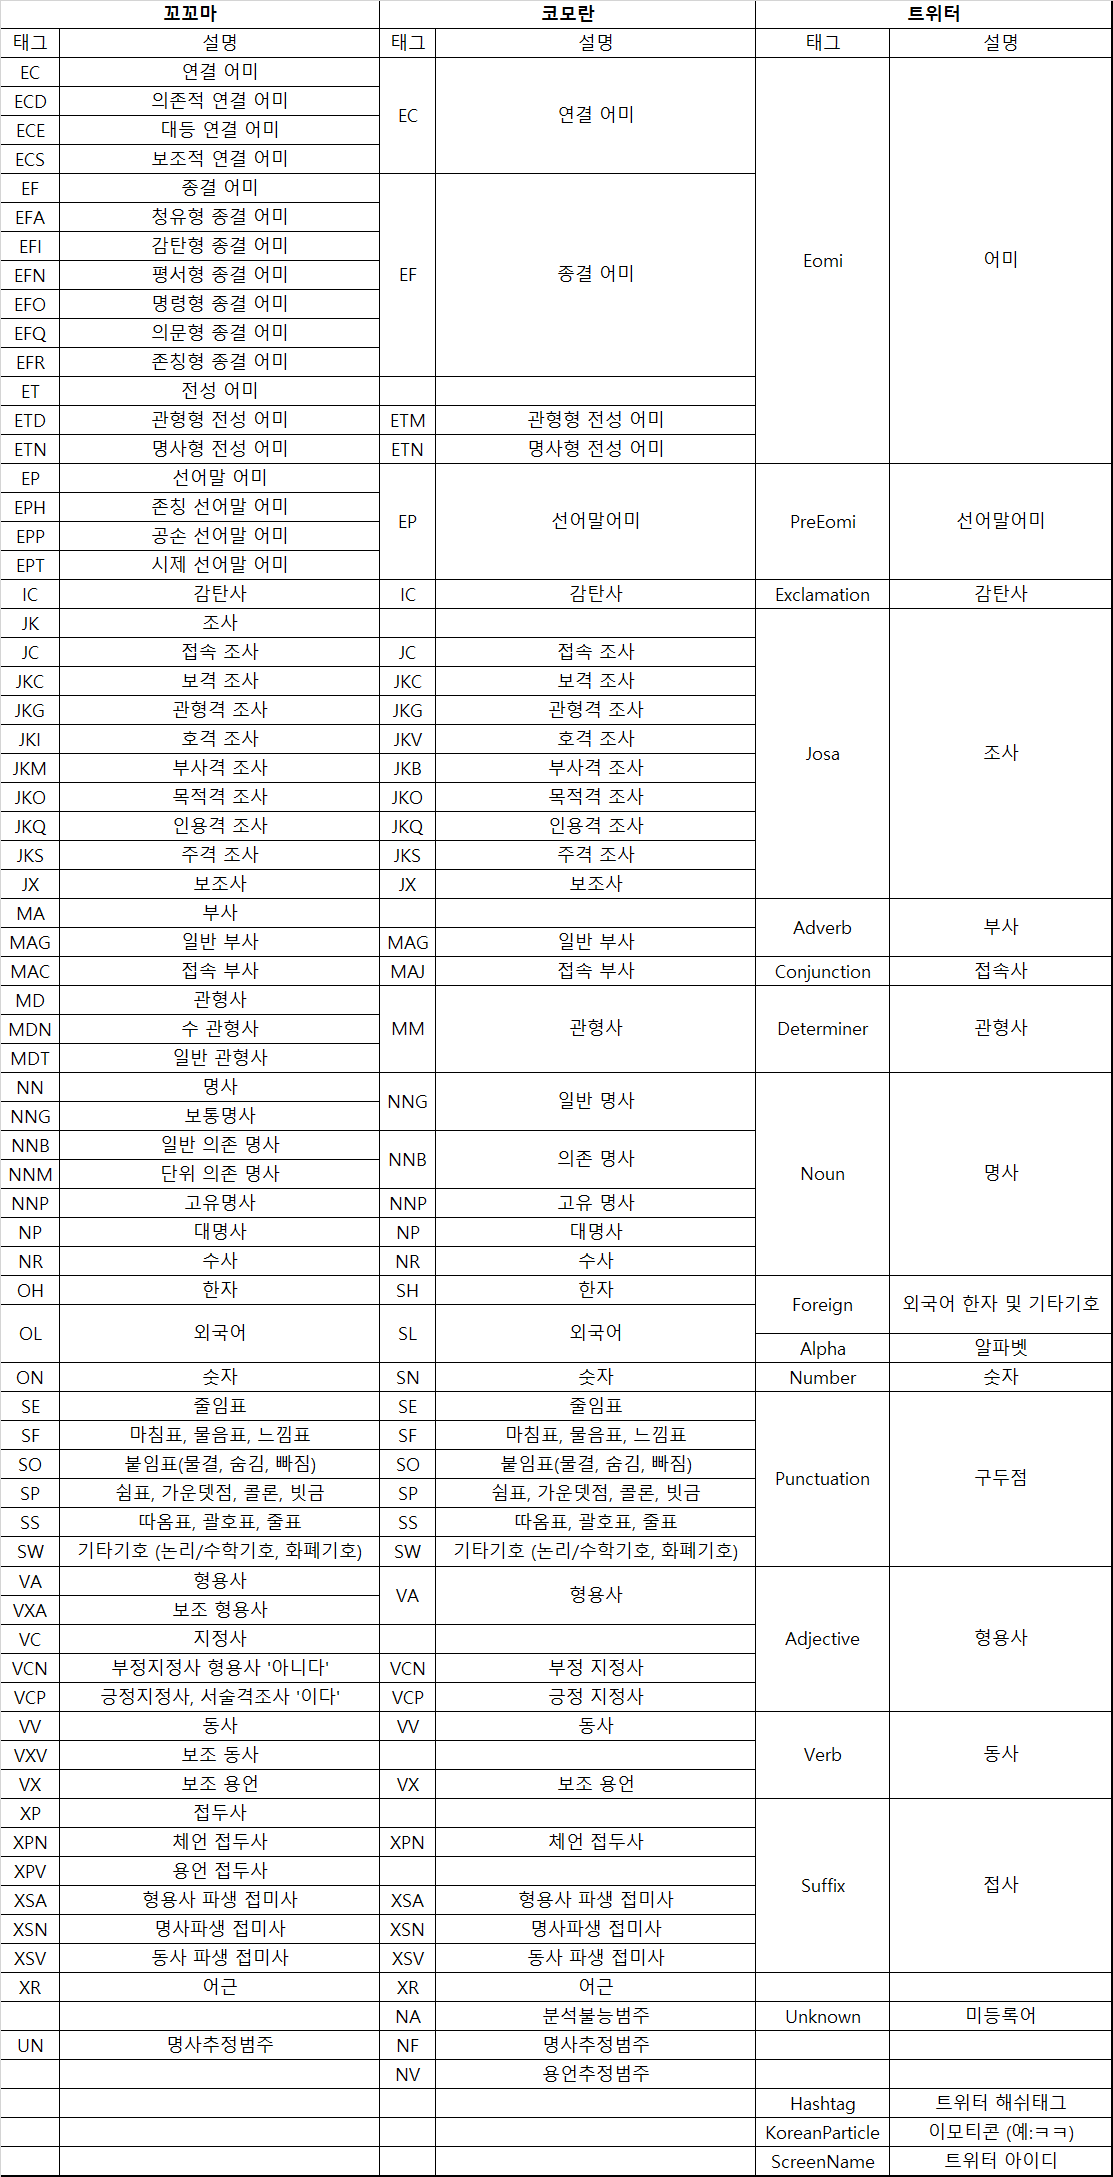 꼬꼬마 코모란 트위터
태그 설명 태그 설명 태그 설명
EC 연결 어미
ECD 의존적 연결 어미
EC 연결 어미
ECE 대등 연결 어미
ECS 보조적 연결 어미
EF 종결 어미
EFA 청유형 종결 어미
EFI 감탄형 종결 어미
Eomi 어미
EFN 평서형 종결 어미
EF 종결 어미
EFO 명령형 종결 어미
EFQ 의문형 종결 어미
EFR 존칭형 종결 어미
ET 전성 어미
ETD 관형형 전성 어미 ETM 관형형 전성 어미
ETN 명사형 전성 어미 ETN 명사형 전성 어미
EP 선어말 어미
EPH 존칭 선어말 어미
EP 선어말어미 PreEomi 선어말어미
EPP 공손 선어말 어미
EPT 시제 선어말 어미
IC 감탄사 IC 감탄사 Exclamation 감탄사
JK 조사
JC 접속 조사 JC 접속 조사
JKC 보격 조사 JKC 보격 조사
JKG 관형격 조사 JKG 관형격 조사
JKI 호격 조사 JKV 호격 조사
Josa 조사
JKM 부사격 조사 JKB 부사격 조사
JKO 목적격 조사 JKO 목적격 조사
JKQ 인용격 조사 JKQ 인용격 조사
JKS 주격 조사 JKS 주격 조사
JX 보조사 JX 보조사
MA 부사
Adverb 부사
MAG 일반 부사 MAG 일반 부사
MAC 접속 부사 MAJ 접속 부사 Conjunction 접속사
MD 관형사
MDN 수 관형사 MM 관형사 Determiner 관형사
MDT 일반 관형사
NN 명사
NNG 일반 명사
NNG 보통명사
NNB 일반 의존 명사
NNB 의존 명사
NNM 단위 의존 명사
Noun 명사
NNP 고유명사 NNP 고유 명사
NP 대명사 NP 대명사
NR 수사 NR 수사
OH 한자 SH 한자
Foreign 외국어 한자 및 기타기호
OL 외국어 SL 외국어
Alpha 알파벳
ON 숫자 SN 숫자 Number 숫자
SE 줄임표 SE 줄임표
SF 마침표, 물음표, 느낌표 SF 마침표, 물음표, 느낌표
SO 붙임표(물결, 숨김, 빠짐) SO 붙임표(물결, 숨김, 빠짐)
Punctuation 구두점
SP 쉼표, 가운뎃점, 콜론, 빗금 SP 쉼표, 가운뎃점, 콜론, 빗금
SS 따옴표, 괄호표, 줄표 SS 따옴표, 괄호표, 줄표
SW 기타기호 (논리/수학기호, 화폐기호) SW 기타기호 (논리/수학기호, 화폐기호)
VA 형용사
VA 형용사
VXA 보조 형용사
VC 지정사
Adjective 형용사
VCN 부정지정사 형용사 '아니다' VCN 부정 지정사
VCP 긍정지정사, 서술격조사 '이다' VCP 긍정 지정사
VV 동사 VV 동사
VXV 보조 동사 Verb 동사
VX 보조 용언 VX 보조 용언
XP 접두사
XPN 체언 접두사 XPN 체언 접두사
XPV 용언 접두사
Suffix 접사
XSA 형용사 파생 접미사 XSA 형용사 파생 접미사
XSN 명사파생 접미사 XSN 명사파생 접미사
XSV 동사 파생 접미사 XSV 동사 파생 접미사
XR 어근 XR 어근
NA 분석불능범주 Unknown 미등록어
UN 명사추정범주 NF 명사추정범주
NV 용언추정범주
Hashtag 트위터 해쉬태그
KoreanParticle 이모티콘 (예:ㅋㅋ)
ScreenName 트위터 아이디